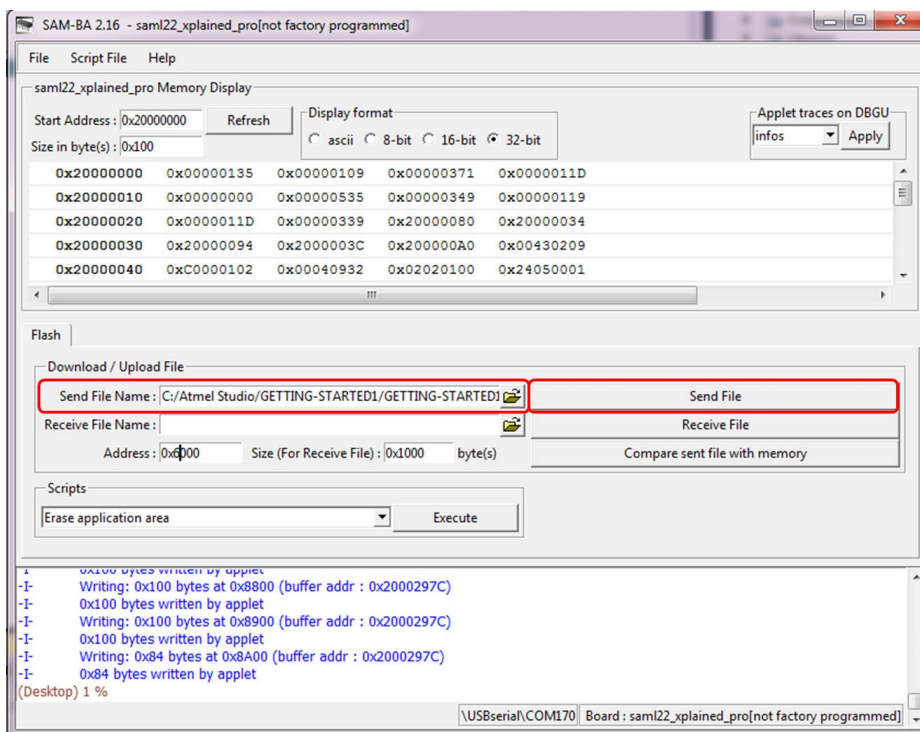 SAM-BA 2.16 - saml22_xplained_pro[not factory programmed]
File Script File Help
saml22_xplained_pro Memory Display
Start Address : 0x20000000 Refresh
Size in byte(s) : 0x100
Display format
ascii 8-bit 16-bit 32-bit
Applet traces on DBGU
infos Apply
0x20000000 0x00000135 0x00000109 0x00000371 0x0000011D
0x20000010 0x00000000 0x00000535 0x00000349 0x00000119
0x20000020 0x0000011D 0x00000339 0x20000080 0x20000034
0x20000030 0x20000094 0x2000003C 0x200000A0 0x00430209
0x20000040 0xC0000102 0x00040932 0x02020100 0x24050001
Flash
Download / Upload File
Send File Name : C:/Atmel Studio/GETTING-STARTED1/GETTING-STARTED1 Send File
Receive File Name : Receive File
Address : 0x6000 Size (For Receive File) : 0x1000 byte(s) Compare sent file with memory
Scripts
Erase application area Execute
-I- 0x100 bytes written by applet
-I- Writing: 0x100 bytes at 0x8800 (buffer addr : 0x2000297C)
-I- 0x100 bytes written by applet
-I- Writing: 0x100 bytes at 0x8900 (buffer addr : 0x2000297C)
-I- 0x100 bytes written by applet
-I- Writing: 0x84 bytes at 0x8A00 (buffer addr : 0x2000297C)
-I- 0x84 bytes written by applet
(Desktop) 1 %
\USBserial\COM170 Board : saml22_xplained_pro[not factory programmed]